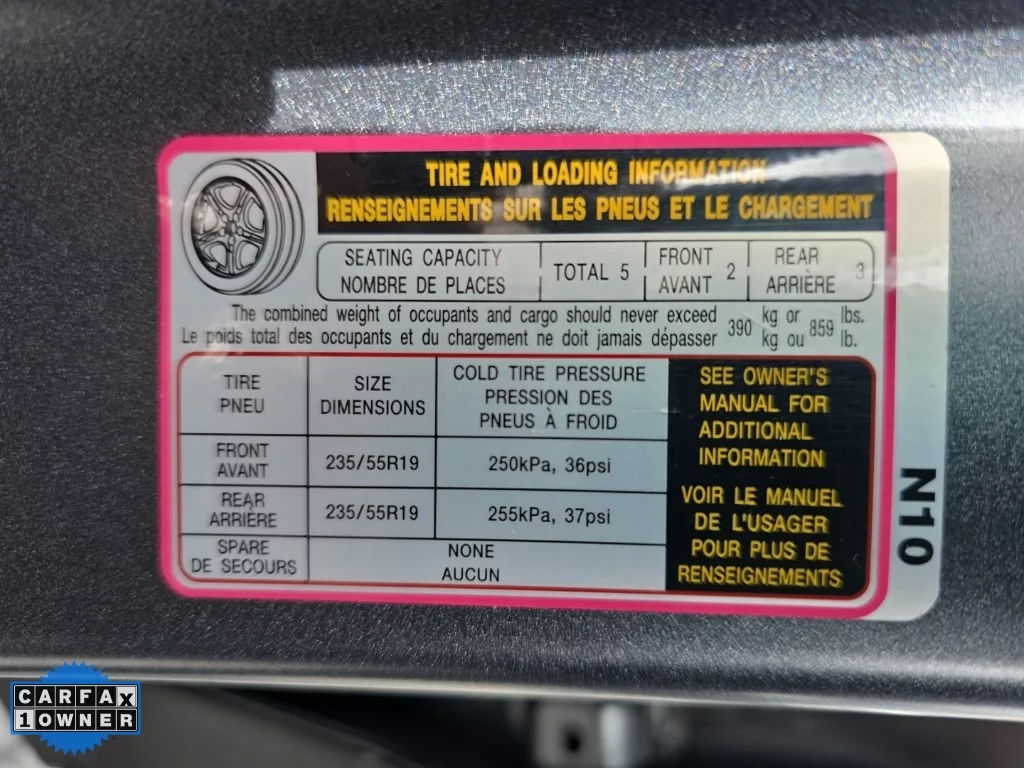 TIRE AND LOADING INFORMATION
RENSEIGNEMENTS SUR LES PNEUS ET LE CHARGEMENT
SEATING CAPACITY
NOMBRE DE PLACES
TOTAL 5
FRONT
AVANT
2
REAR
ARRIÈRE
3
The combined weight of occupants and cargo should never exceed 390 kg or 859 lbs.
Le poids total des occupants et du chargement ne doit jamais dépasser 390 kg ou 859 lb.
TIRE
PNEU
SIZE
DIMENSIONS
COLD TIRE PRESSURE
PRESSION DES
PNEUS À FROID
FRONT
AVANT
235/55R19
250kPa, 36psi
REAR
ARRIÈRE
235/55R19
255kPa, 37psi
SPARE
DE SECOURS
NONE
AUCUN
SEE OWNER'S
MANUAL FOR
ADDITIONAL
INFORMATION
VOIR LE MANUEL
DE L'USAGER
POUR PLUS DE
RENSEIGNEMENTS
N10
CARFAX
1 OWNER